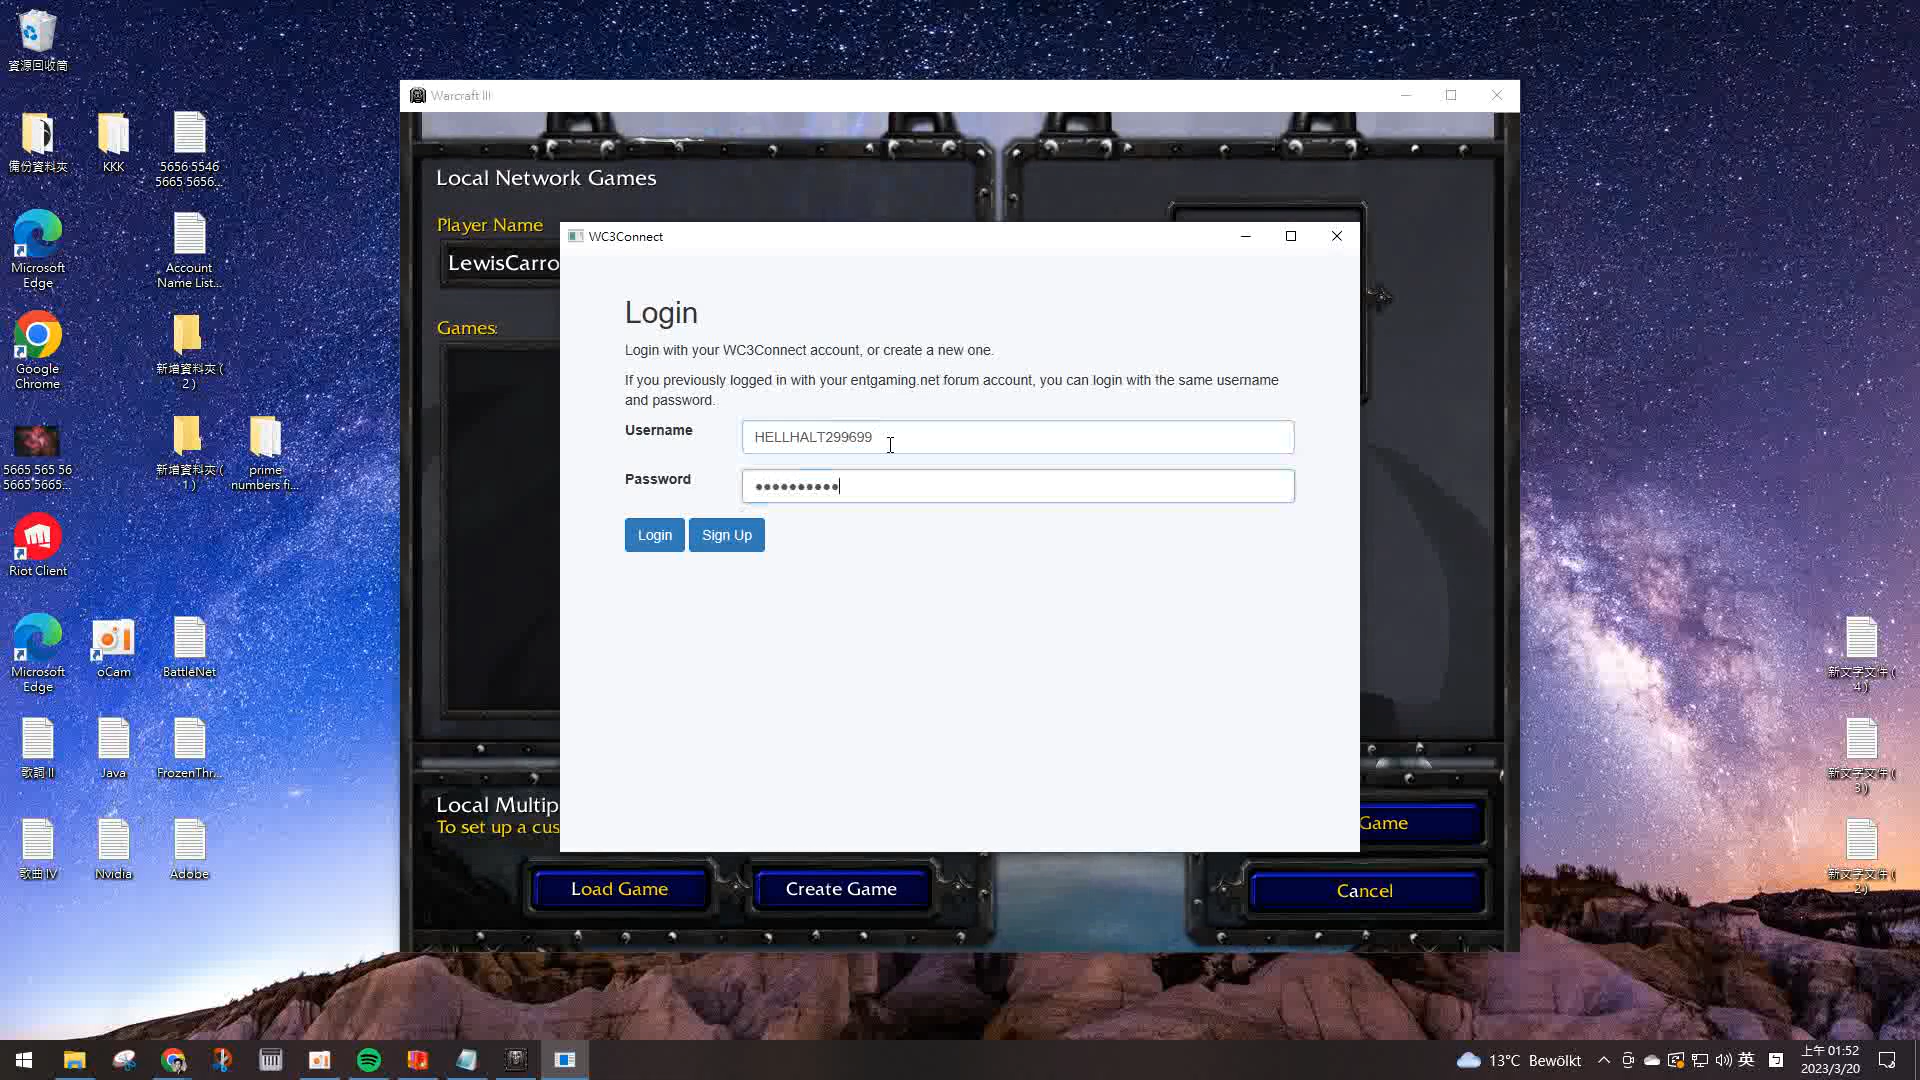 資源回收筒
備份資料夾
KKK
5656 5546
5665 5656...
Microsoft
Edge
Account
Name List...
Google
Chrome
新增資料夾 (
2 )
5665 565 56
5665 5665...
新增資料夾 (
1 )
prime
numbers fi...
Riot Client
Microsoft
Edge
oCam
BattleNet
歌詞 II
Java
FrozenThr...
歌曲 IV
Nvidia
Adobe
Warcraft III
Local Network Games
Player Name
LewisCarro
Games:
Local Multip
To set up a cus
Load Game
Create Game
Game
Cancel
WC3Connect
Login
Login with your WC3Connect account, or create a new one.
If you previously logged in with your entgaming.net forum account, you can login with the same username
and password.
Username
HELLHALT299699
Password
Login
Sign Up
新文字文件 (
4 )
新文字文件 (
3 )
新文字文件 (
2 )
13°C Bewölkt
英
上午 01:52
2023/3/20